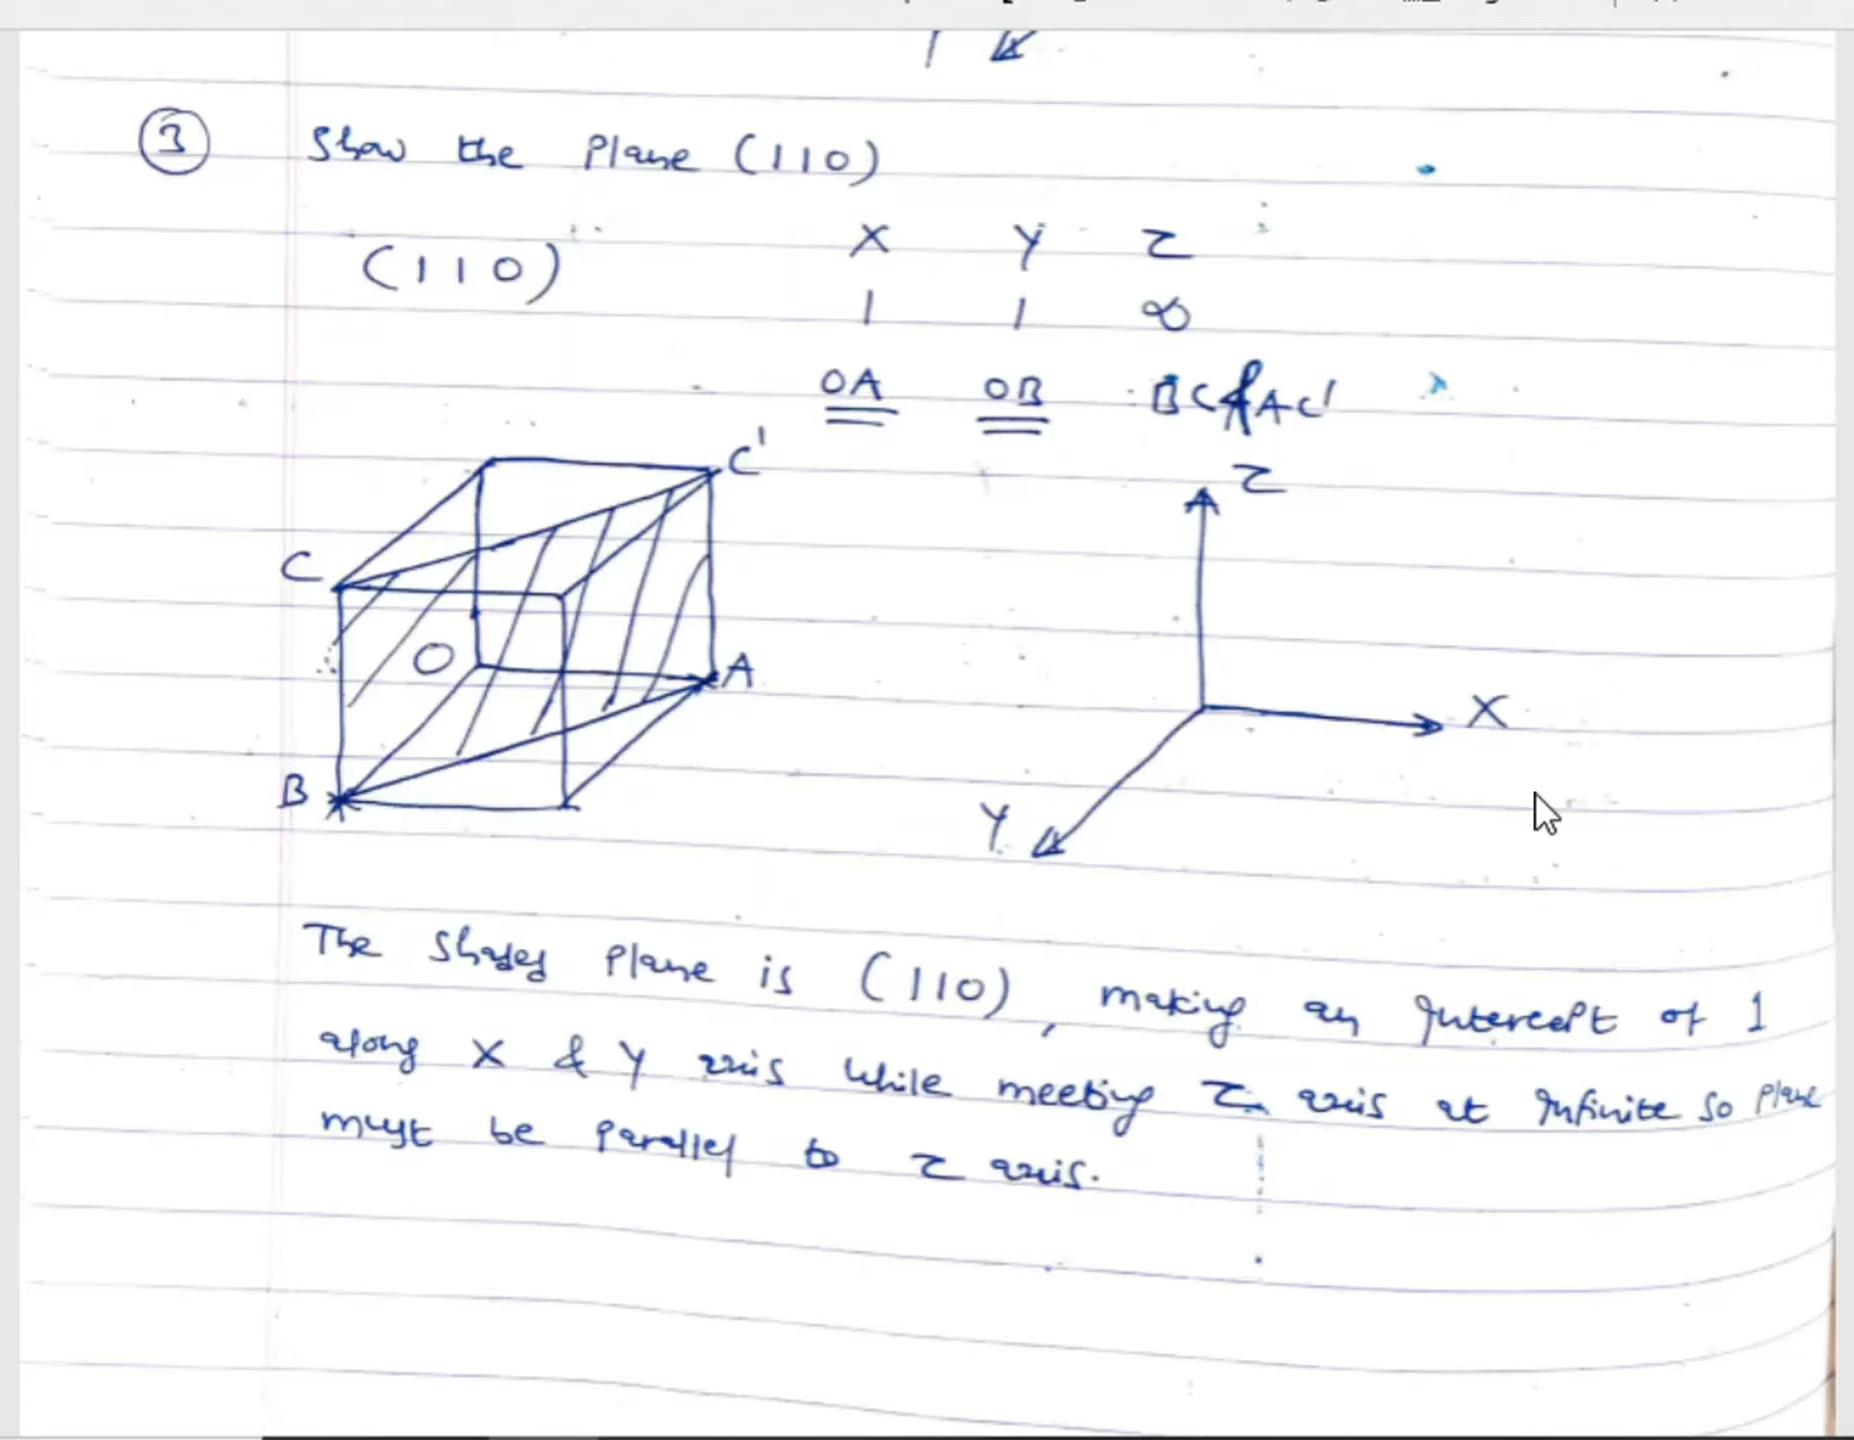 3 Show the Plane (110)
(110)
X Y Z
1 1 ∞
OA OB BC & AC'
C'
Z
C
O
A
X
B
Y
The Shaded Plane is (110), making an Intercept of 1
along X & Y axis while meeting Z axis at Infinite so Plane
must be Parallel to Z axis.